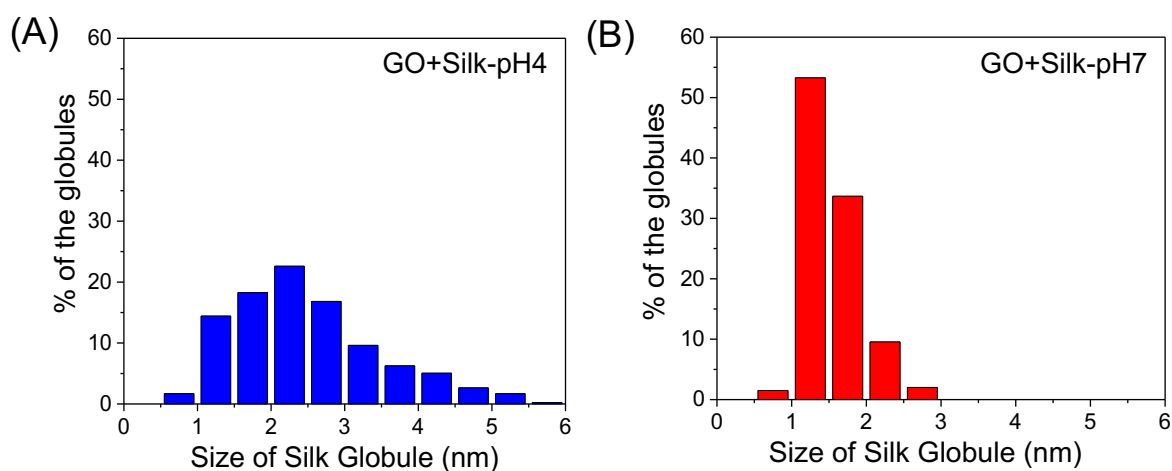 (A)
GO+Silk-pH4
% of the globules
60
50
40
30
20
10
0
0 1 2 3 4 5 6
Size of Silk Globule (nm)
(B)
GO+Silk-pH7
% of the globules
60
50
40
30
20
10
0
0 1 2 3 4 5 6
Size of Silk Globule (nm)